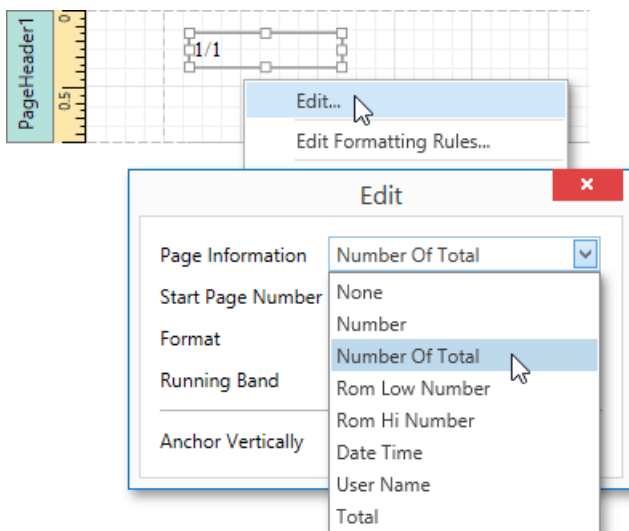 PageHeader1
0
0.5
1/1
Edit...
Edit Formatting Rules...
Edit
Page Information
Number Of Total
Start Page Number
Format
Running Band
Anchor Vertically
None
Number
Number Of Total
Rom Low Number
Rom Hi Number
Date Time
User Name
Total